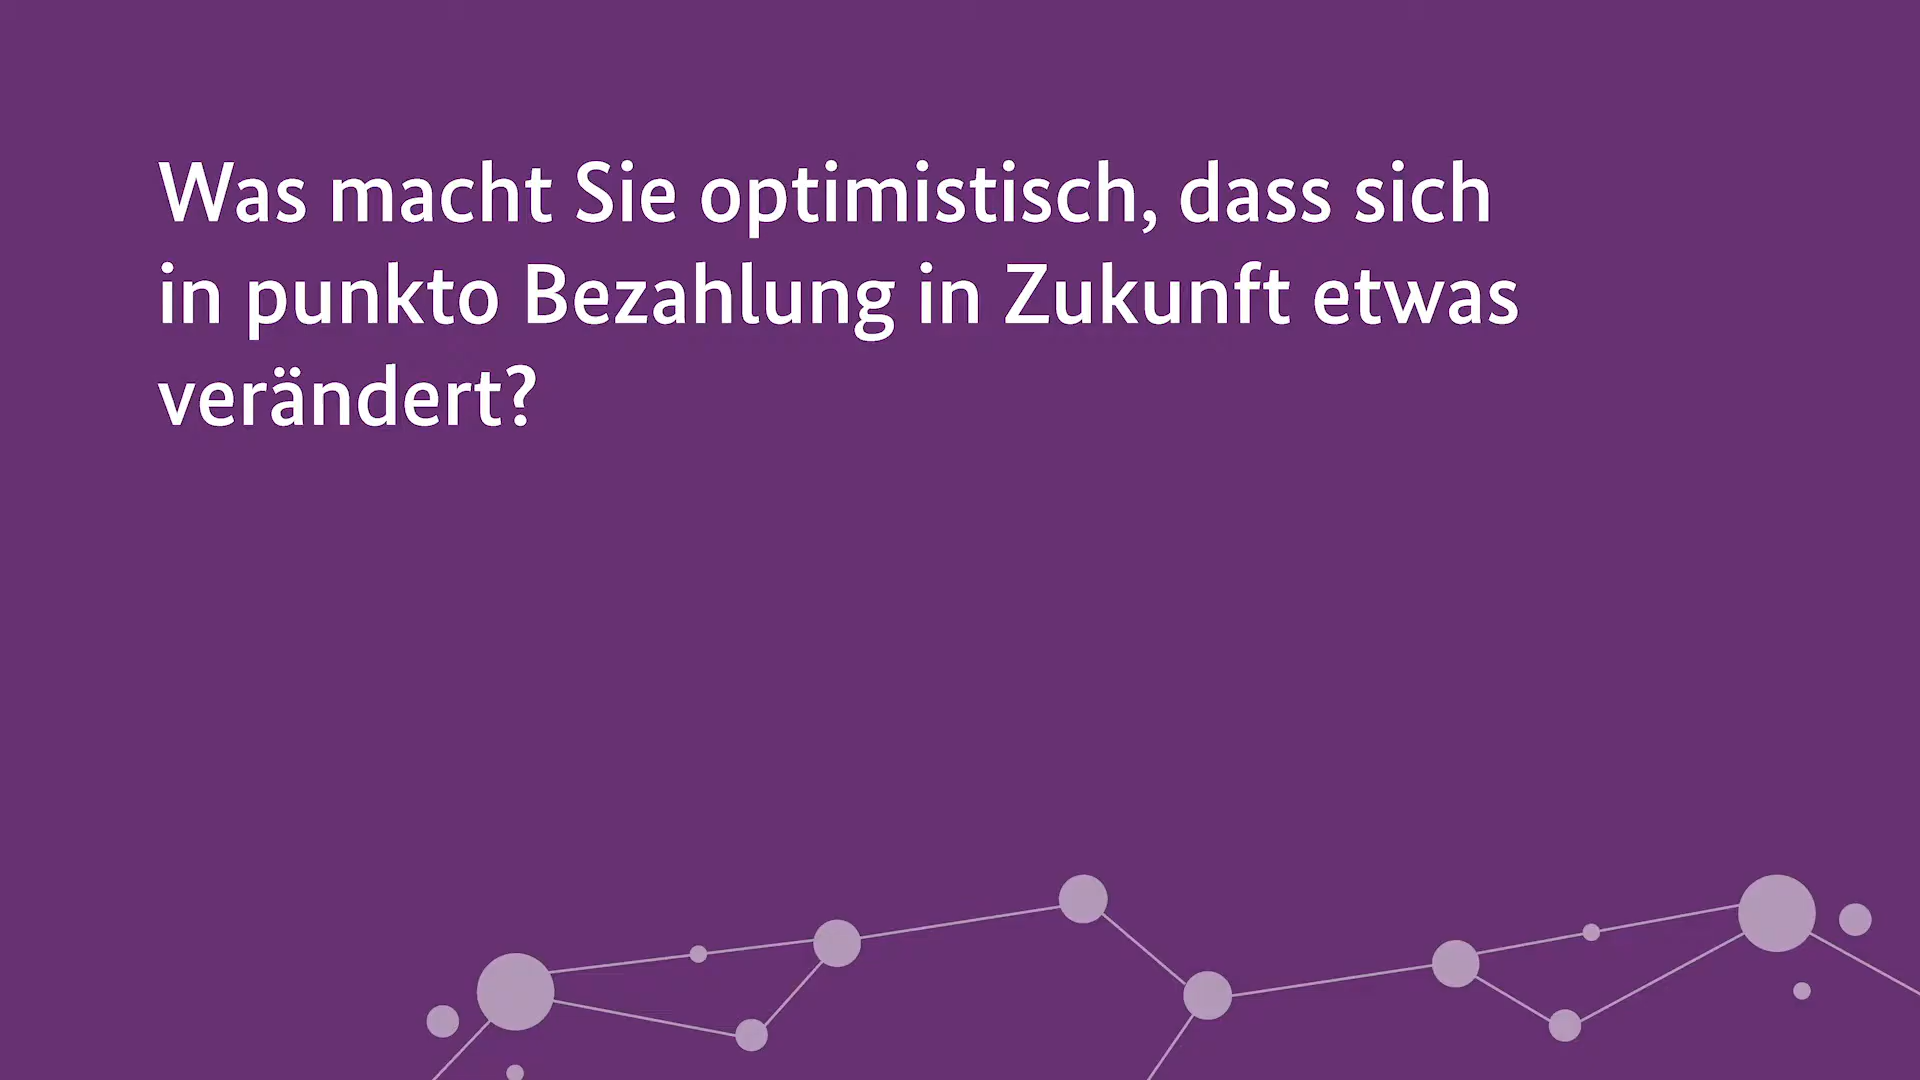 Was macht Sie optimistisch, dass sich
in punkto Bezahlung in Zukunft etwas
verändert?